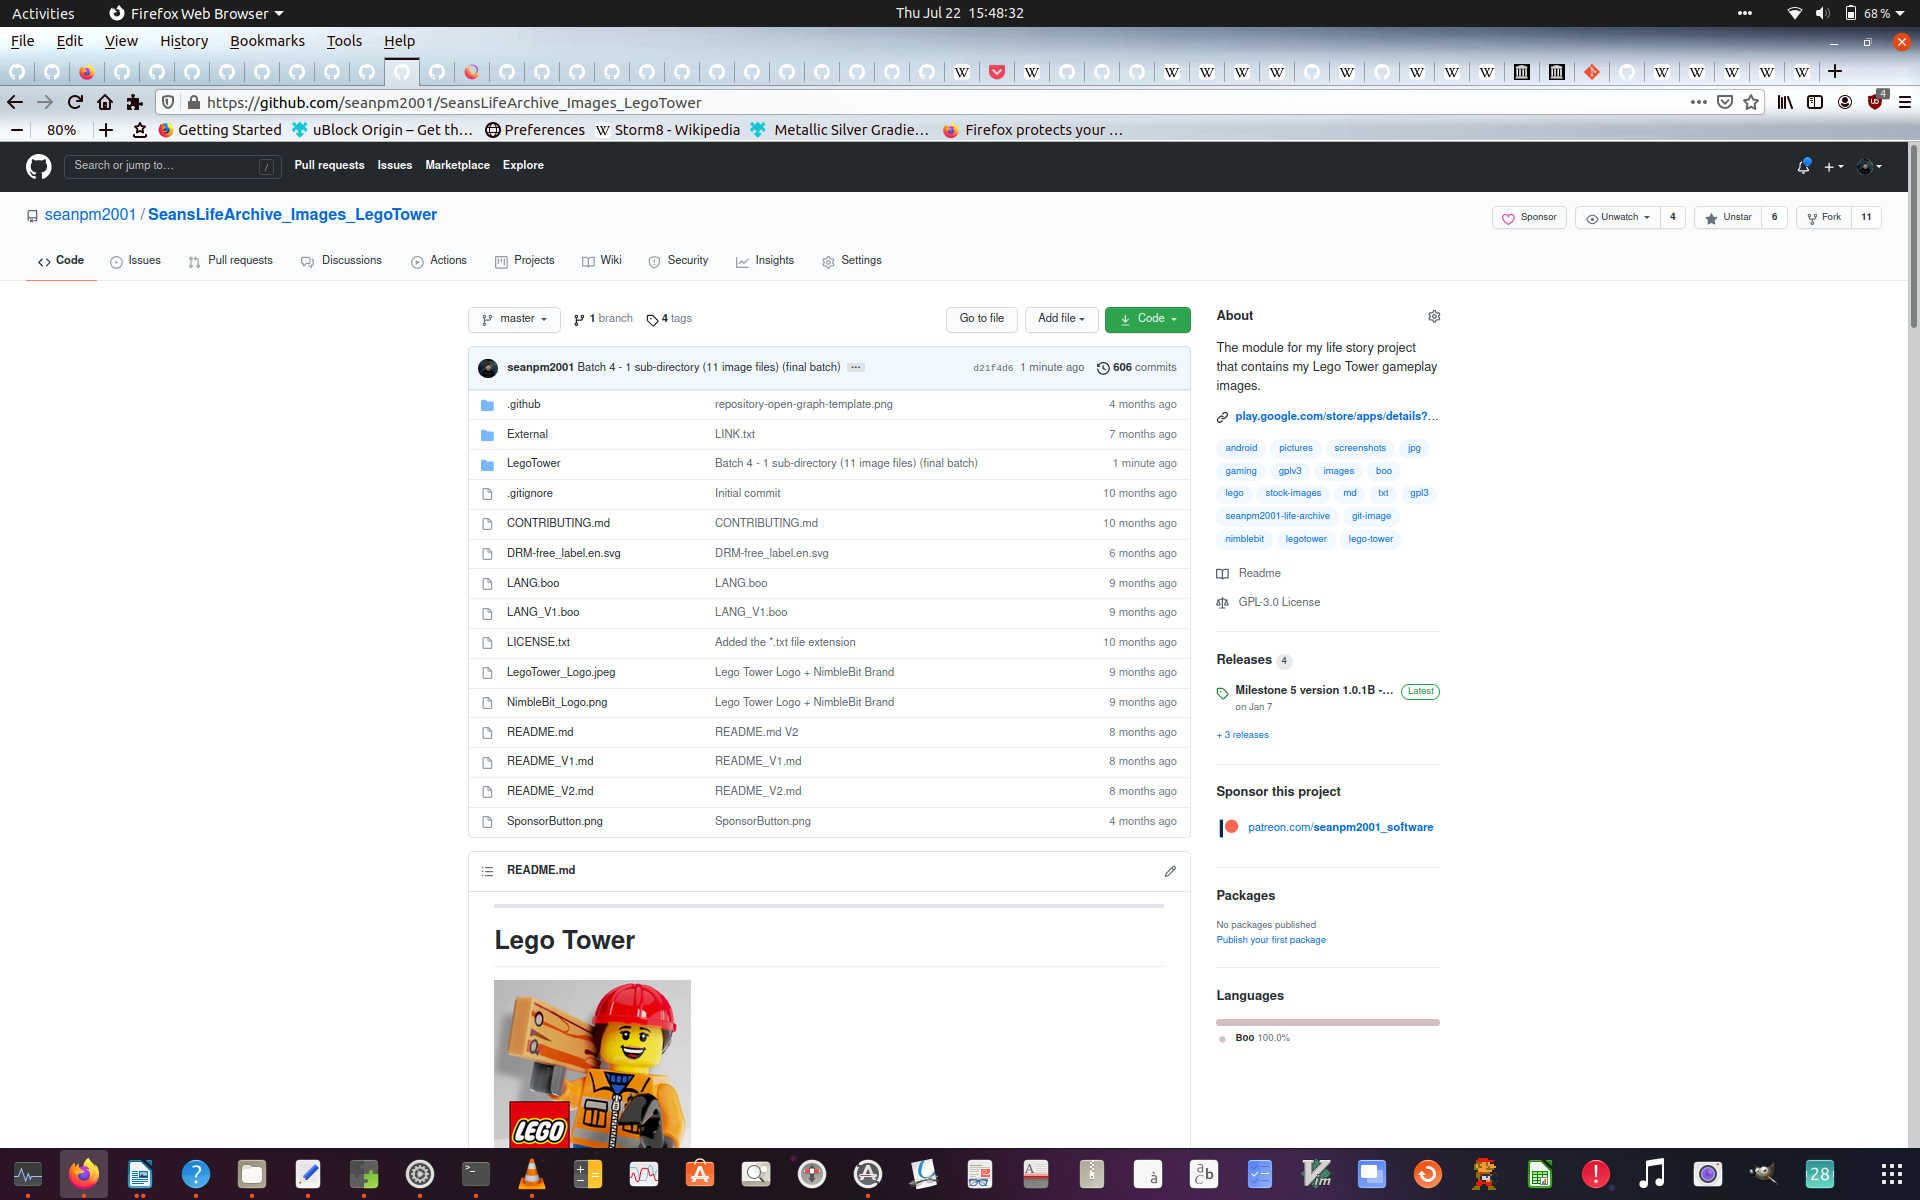 Activities Firefox Web Browser Thu Jul 22 15:48:32 68 %
File Edit View History Bookmarks Tools Help
https://github.com/seanpm2001/SeansLifeArchive_Images_LegoTower 4
80% Getting Started uBlock Origin – Get th… Preferences Storm8 - Wikipedia Metallic Silver Gradie… Firefox protects your …
Search or jump to… / Pull requests Issues Marketplace Explore
seanpm2001 / SeansLifeArchive_Images_LegoTower Sponsor Unwatch 4 Unstar 6 Fork 11
Code Issues Pull requests Discussions Actions Projects Wiki Security Insights Settings
master 1 branch 4 tags Go to file Add file Code
seanpm2001 Batch 4 - 1 sub-directory (11 image files) (final batch) ... d21f4d6 1 minute ago 606 commits
.github repository-open-graph-template.png 4 months ago
External LINK.txt 7 months ago
LegoTower Batch 4 - 1 sub-directory (11 image files) (final batch) 1 minute ago
.gitignore Initial commit 10 months ago
CONTRIBUTING.md CONTRIBUTING.md 10 months ago
DRM-free_label.en.svg DRM-free_label.en.svg 6 months ago
LANG.boo LANG.boo 9 months ago
LANG_V1.boo LANG_V1.boo 9 months ago
LICENSE.txt Added the *.txt file extension 10 months ago
LegoTower_Logo.jpeg Lego Tower Logo + NimbleBit Brand 9 months ago
NimbleBit_Logo.png Lego Tower Logo + NimbleBit Brand 9 months ago
README.md README.md V2 8 months ago
README_V1.md README_V1.md 8 months ago
README_V2.md README_V2.md 8 months ago
SponsorButton.png SponsorButton.png 4 months ago
README.md
Lego Tower
LEGO
About
The module for my life story project
that contains my Lego Tower gameplay
images.
play.google.com/store/apps/details?…
android pictures screenshots jpg
gaming gplv3 images boo
lego stock-images md txt gpl3
seanpm2001-life-archive git-image
nimblebit legotower lego-tower
Readme
GPL-3.0 License
Releases 4
Milestone 5 version 1.0.1B -… Latest
on Jan 7
+ 3 releases
Sponsor this project
patreon.com/seanpm2001_software
Packages
No packages published
Publish your first package
Languages
Boo 100.0%
28